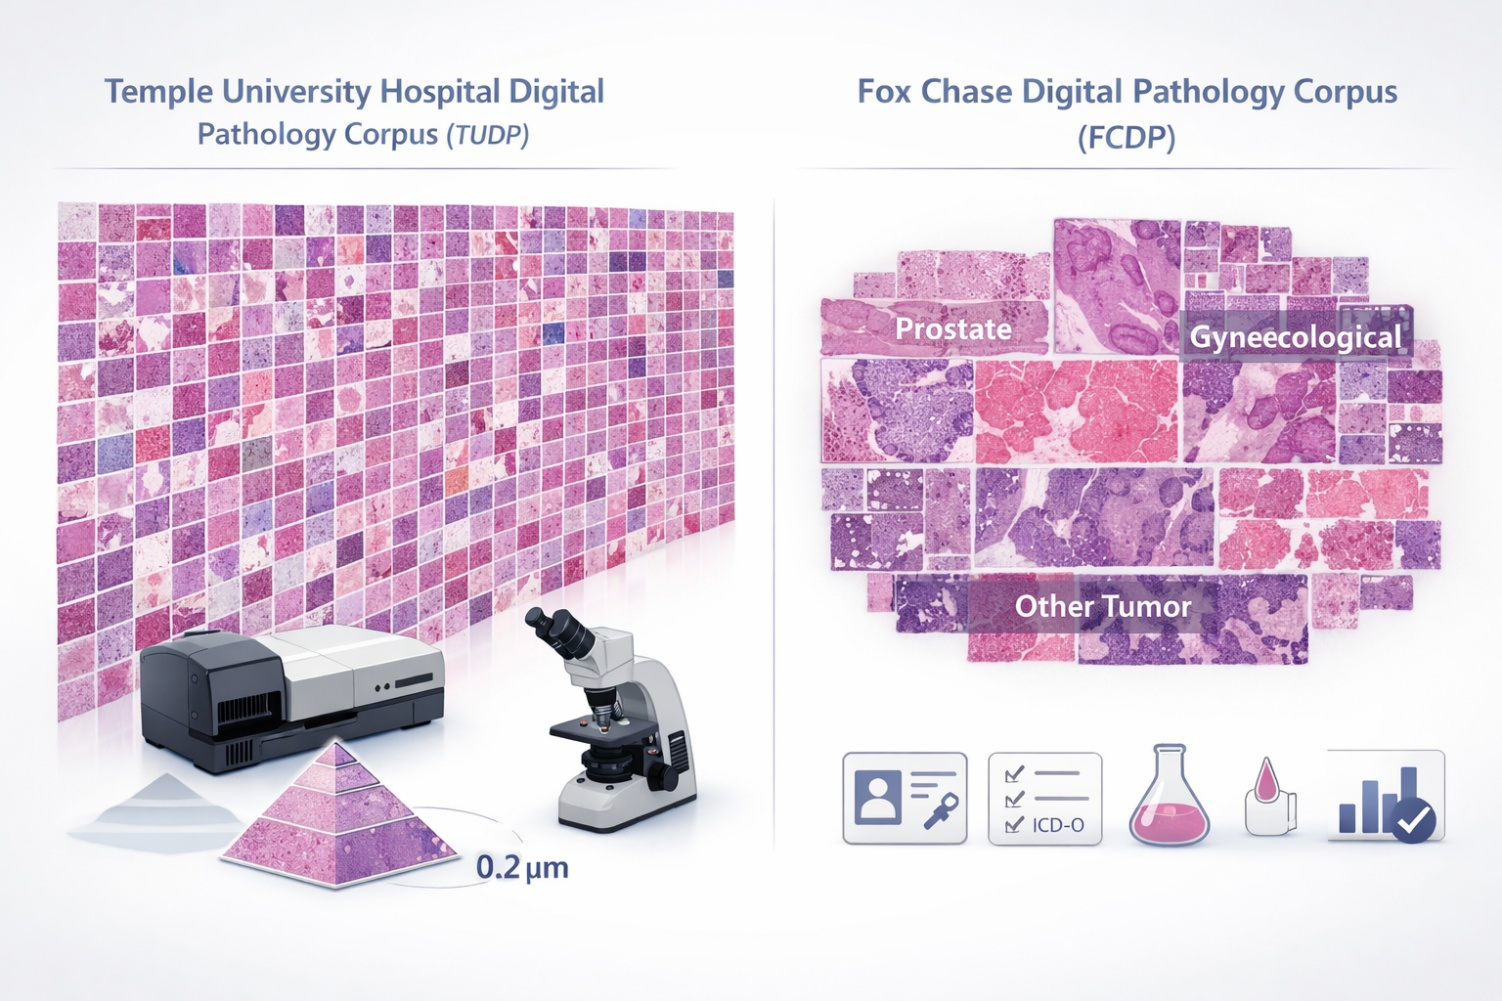 Temple University Hospital Digital
Pathology Corpus (TUDP)
Fox Chase Digital Pathology Corpus
(FCDP)
Prostate
Gyneecological
Other Tumor
ICD-O
0.2 µm